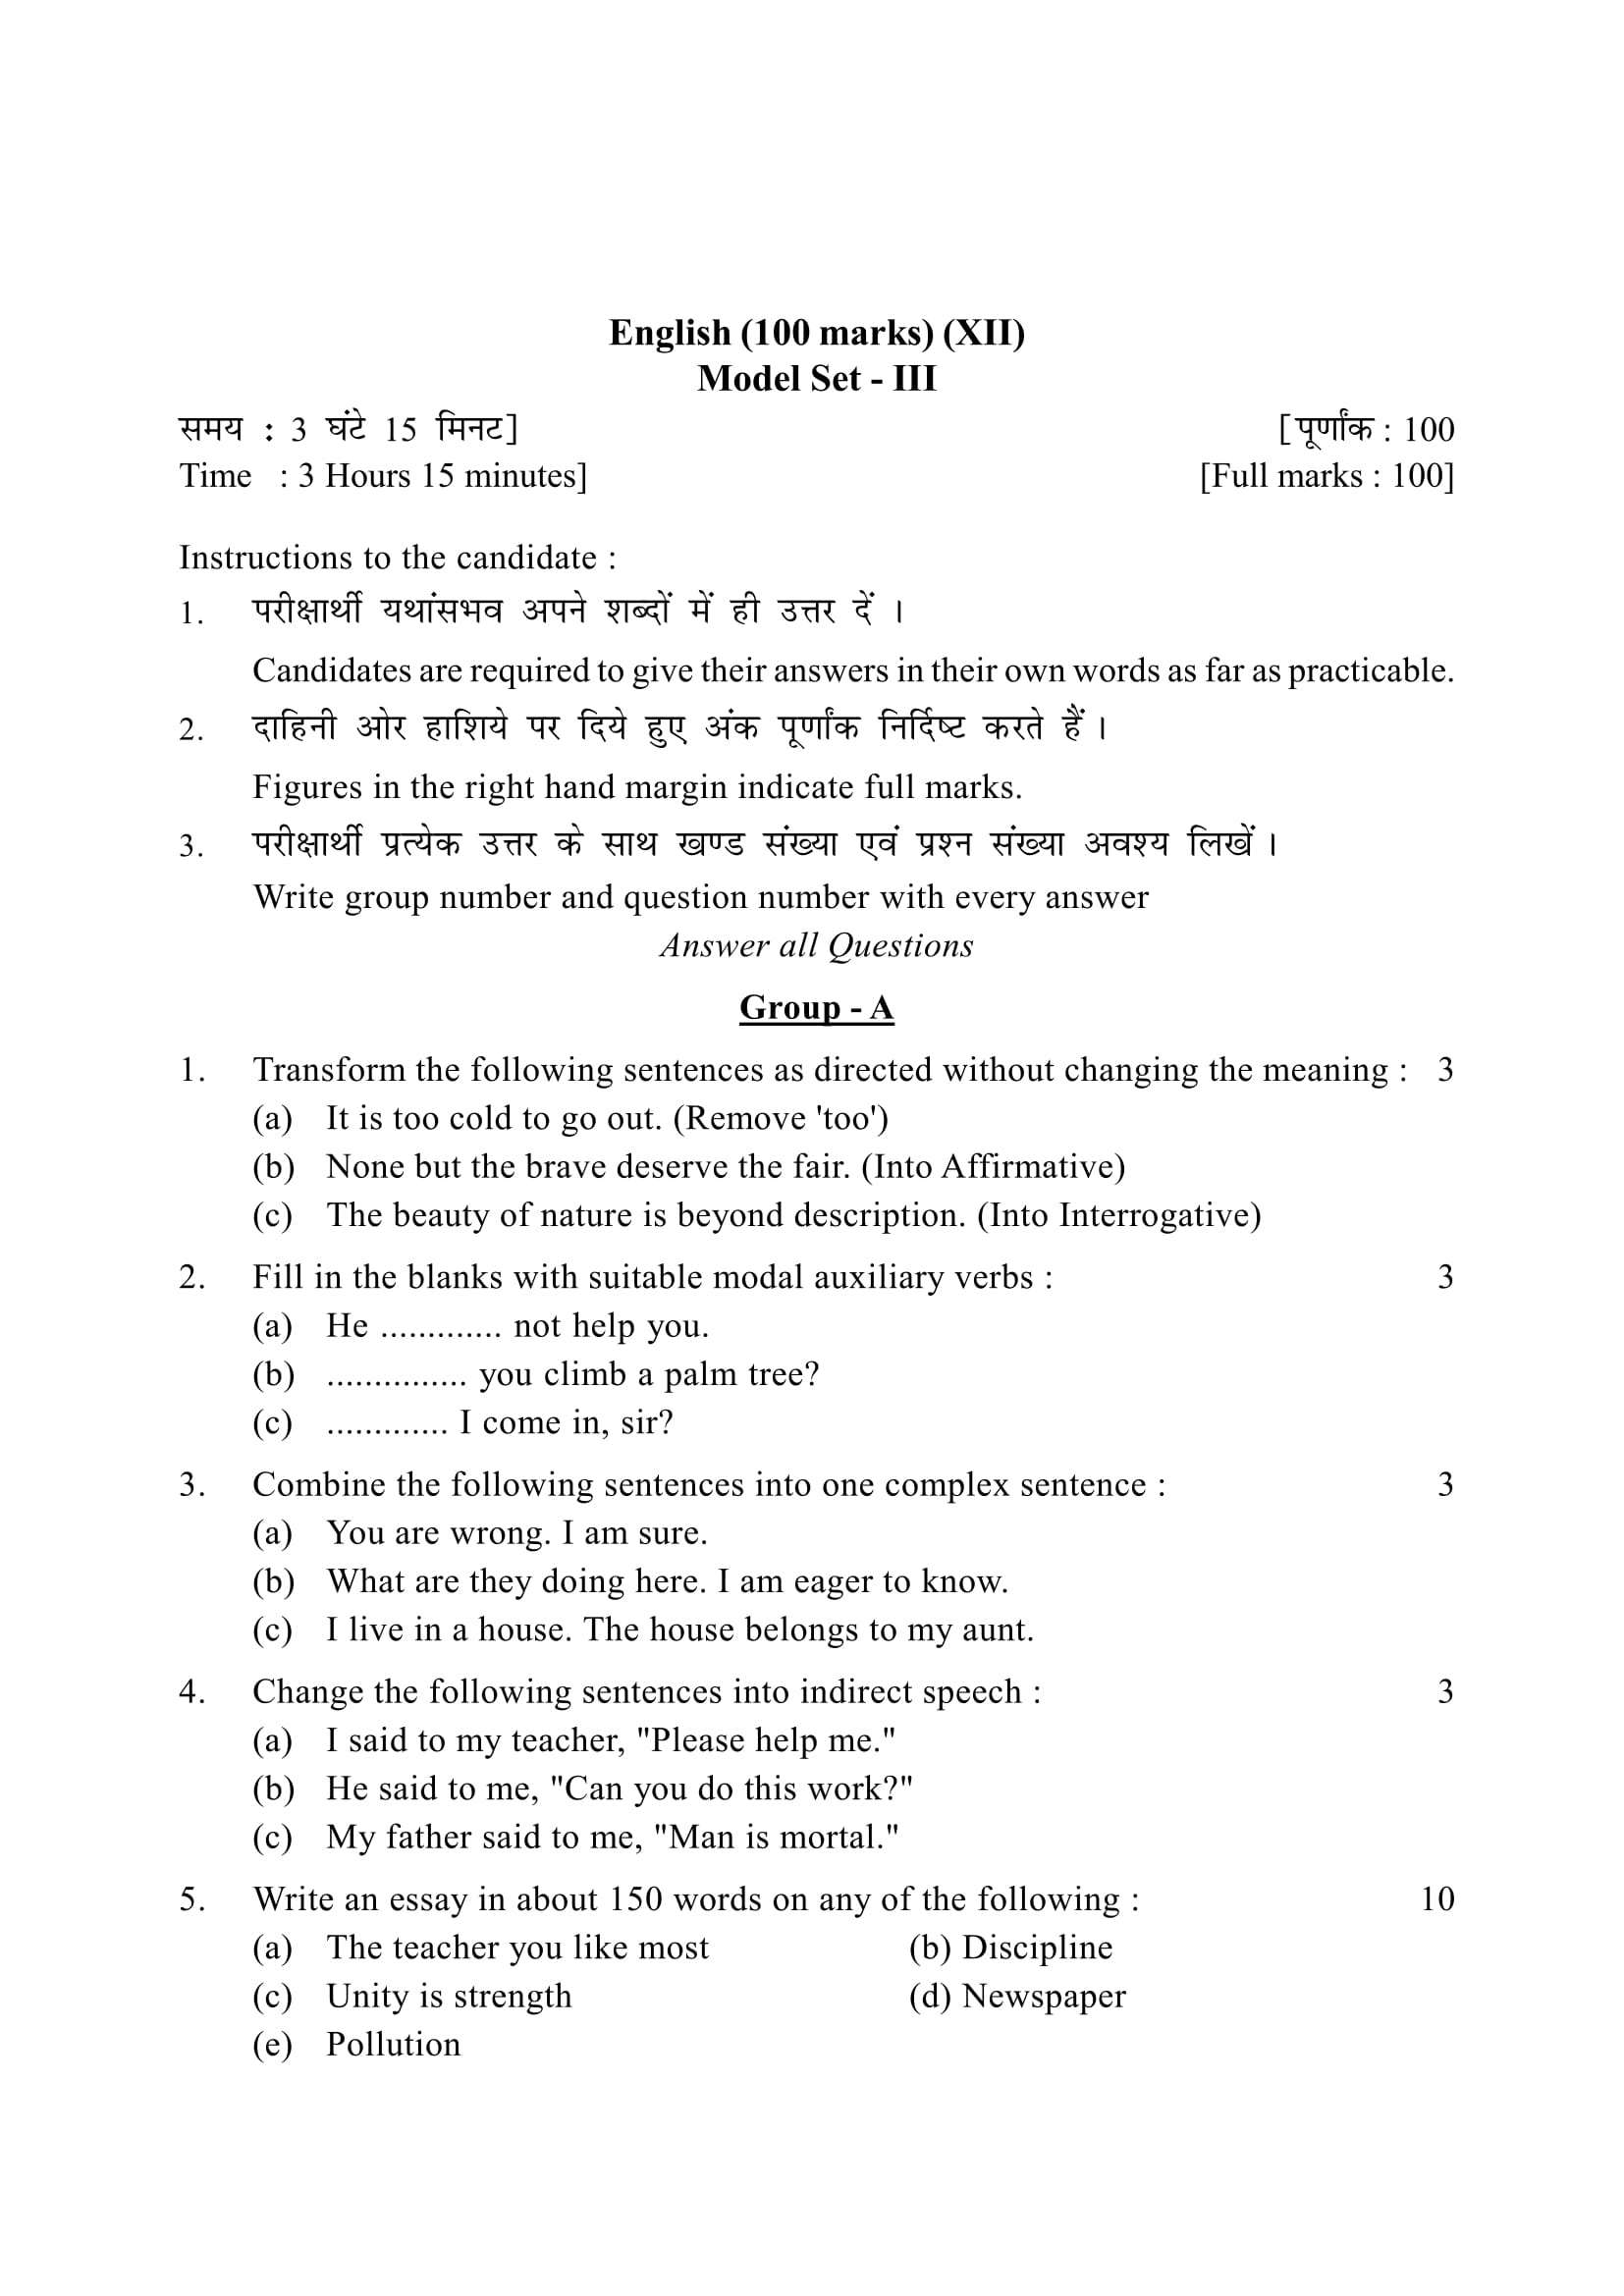 English (100 marks) (XII)
Model Set - III
समय : 3 घंटे 15 मिनट] [पूर्णांक : 100
Time : 3 Hours 15 minutes] [Full marks : 100]
Instructions to the candidate :
1. परीक्षार्थी यथांसभव अपने शब्दों में ही उत्तर दें ।
Candidates are required to give their answers in their own words as far as practicable.
2. दाहिनी ओर हाशिये पर दिये हुए अंक पूर्णांक निर्दिष्ट करते हैं ।
Figures in the right hand margin indicate full marks.
3. परीक्षार्थी प्रत्येक उत्तर के साथ खण्ड संख्या एवं प्रश्न संख्या अवश्य लिखें ।
Write group number and question number with every answer
Answer all Questions
Group - A
1. Transform the following sentences as directed without changing the meaning : 3
(a) It is too cold to go out. (Remove 'too')
(b) None but the brave deserve the fair. (Into Affirmative)
(c) The beauty of nature is beyond description. (Into Interrogative)
2. Fill in the blanks with suitable modal auxiliary verbs : 3
(a) He ............. not help you.
(b) ............... you climb a palm tree?
(c) ............. I come in, sir?
3. Combine the following sentences into one complex sentence : 3
(a) You are wrong. I am sure.
(b) What are they doing here. I am eager to know.
(c) I live in a house. The house belongs to my aunt.
4. Change the following sentences into indirect speech : 3
(a) I said to my teacher, "Please help me."
(b) He said to me, "Can you do this work?"
(c) My father said to me, "Man is mortal."
5. Write an essay in about 150 words on any of the following : 10
(a) The teacher you like most (b) Discipline
(c) Unity is strength (d) Newspaper
(e) Pollution